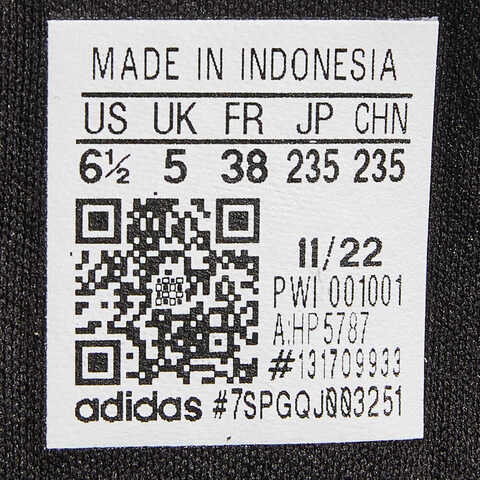 MADE IN INDONESIA
US UK FR JP CHN
6½ 5 38 235 235
11/22
PWI 001001
A:HP5787
#131709933
adidas #7SPGQJ003251